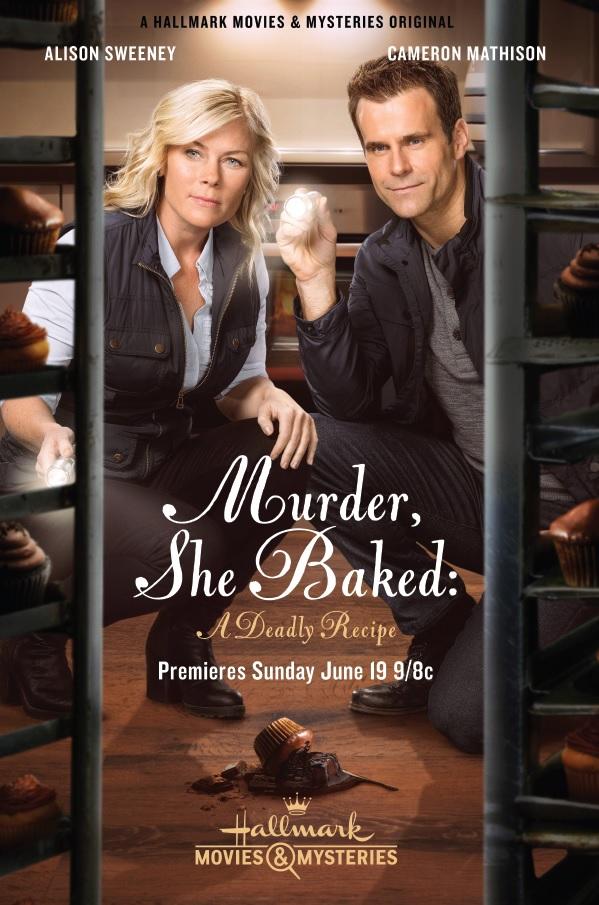 A HALLMARK MOVIES & MYSTERIES ORIGINAL
ALISON SWEENEY
CAMERON MATHISON
Murder,
She Baked:
A Deadly Recipe
Premieres Sunday June 19 9/8c
Hallmark
MOVIES & MYSTERIES